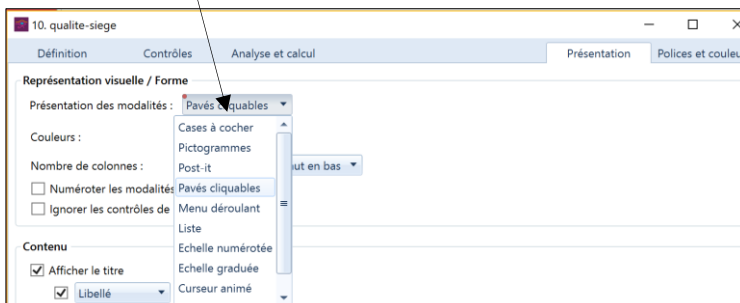 10. qualite-siege
Définition Contrôles Analyse et calcul Présentation Polices et couleu
Représentation visuelle / Forme
Présentation des modalités : Pavés cliquables
Cases à cocher
Couleurs :
Pictogrammes
Nombre de colonnes : Post-it aut en bas
Numéroter les modalités Pavés cliquables
Ignorer les contrôles de Menu déroulant
Liste
Contenu Echelle numérotée
Afficher le titre Echelle graduée
Libellé Curseur animé